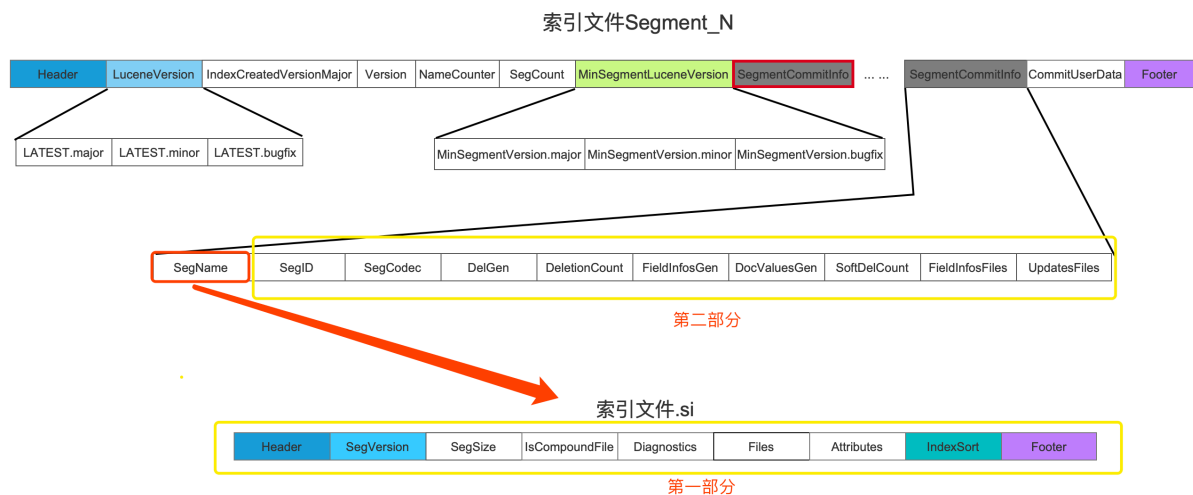 索引文件Segment_N
Header LuceneVersion IndexCreatedVersionMajor Version NameCounter SegCount MinSegmentLuceneVersion SegmentCommitInfo ... ... SegmentCommitInfo CommitUserData Footer
LATEST.major LATEST.minor LATEST.bugfix MinSegmentVersion.major MinSegmentVersion.minor MinSegmentVersion.bugfix
SegName SegID SegCodec DelGen DeletionCount FieldInfosGen DocValuesGen SoftDelCount FieldInfosFiles UpdatesFiles
第二部分
索引文件.si
Header SegVersion SegSize IsCompoundFile Diagnostics Files Attributes IndexSort Footer
第一部分